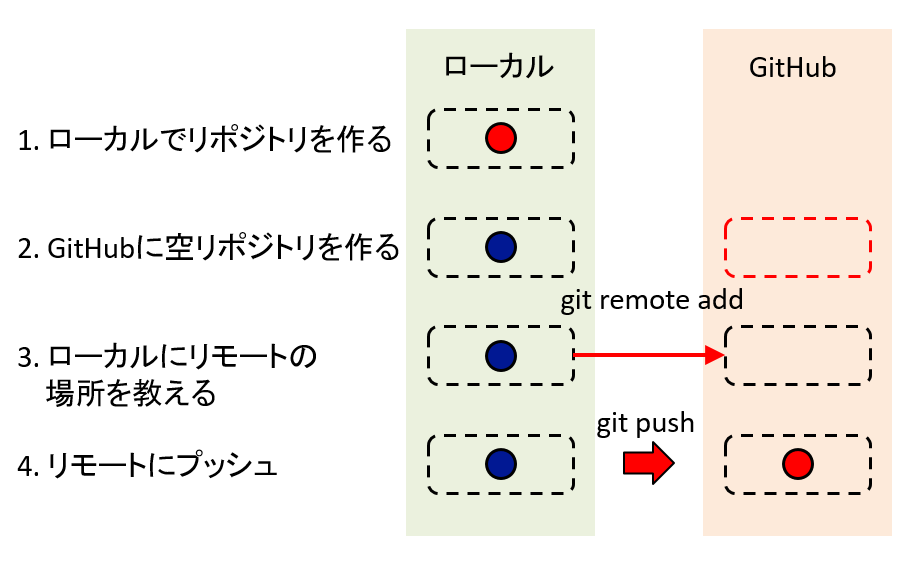 ローカル
GitHub
1. ローカルでリポジトリを作る
2. GitHubに空リポジトリを作る
git remote add
3. ローカルにリモートの
場所を教える
git push
4. リモートにプッシュ